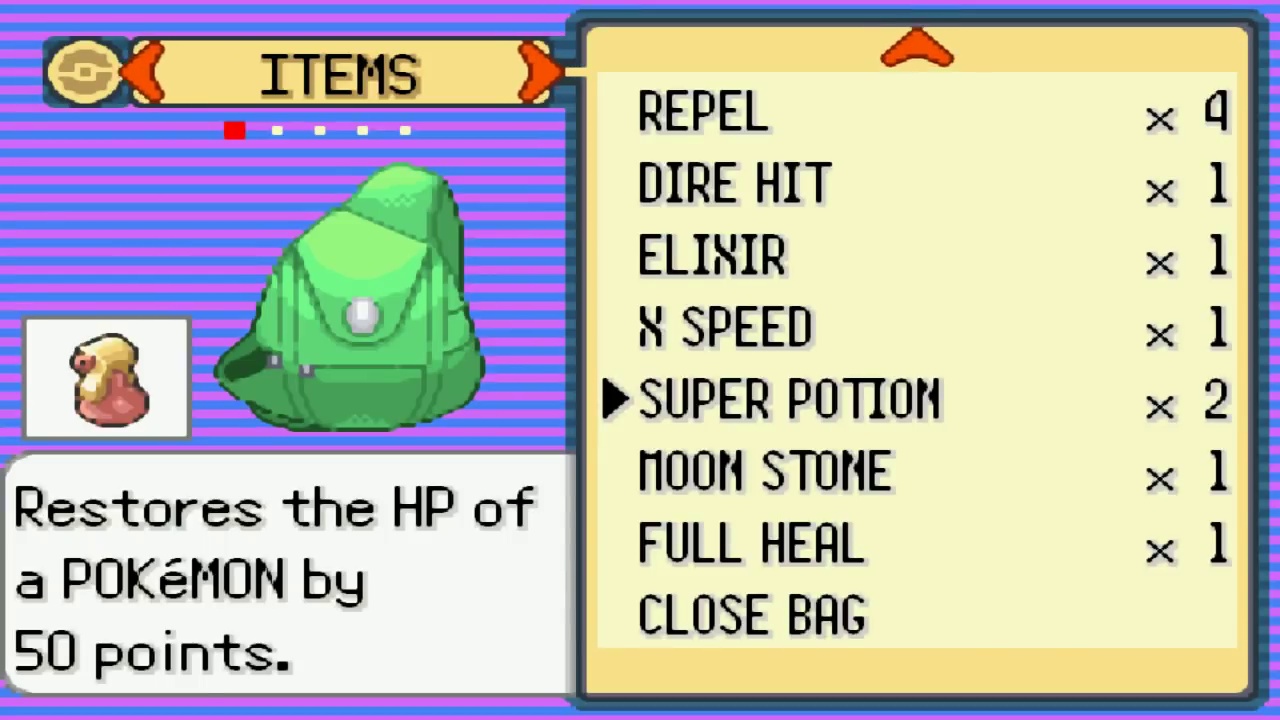 ITEMS
REPEL × 4
DIRE HIT × 1
ELIXIR × 1
X SPEED × 1
SUPER POTION × 2
MOON STONE × 1
FULL HEAL × 1
CLOSE BAG
Restores the HP of
a POKéMON by
50 points.